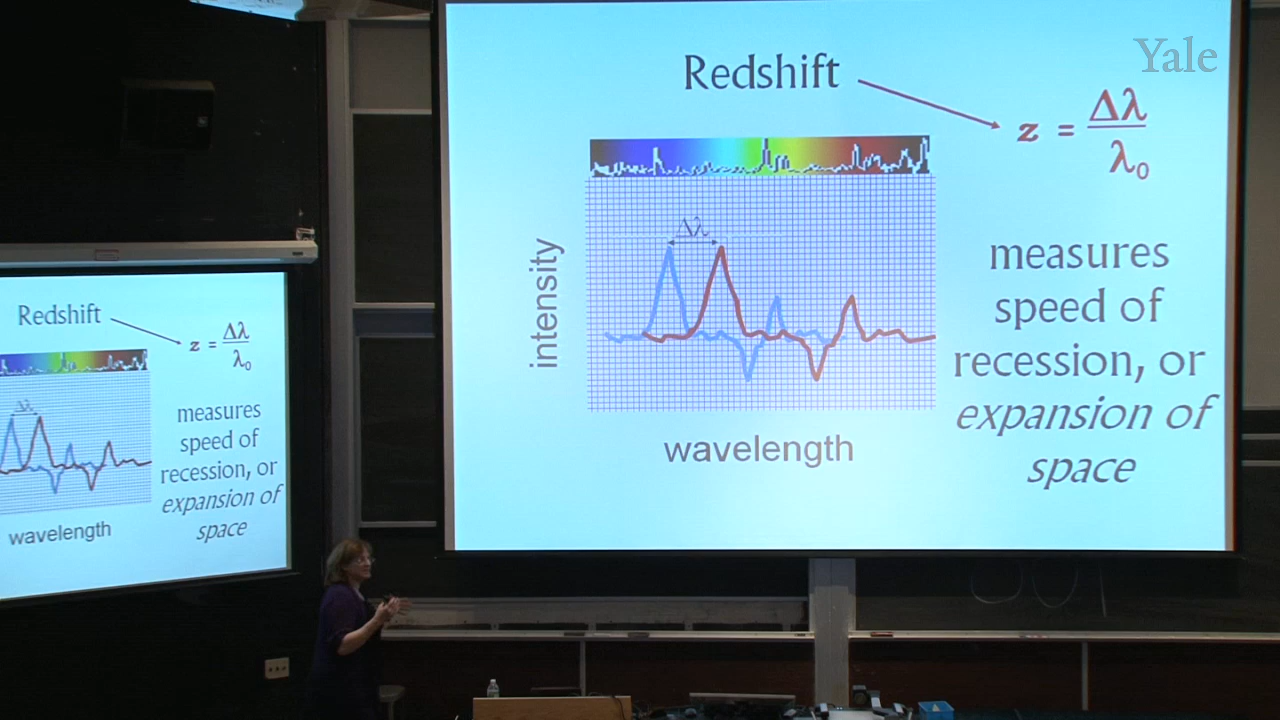 Yale
Redshift
z = Δλ / λ₀
Δλ
intensity
wavelength
measures
speed of
recession, or
expansion of
space
Redshift
z = Δλ / λ₀
Δλ
wavelength
measures
speed of
recession, or
expansion of
space